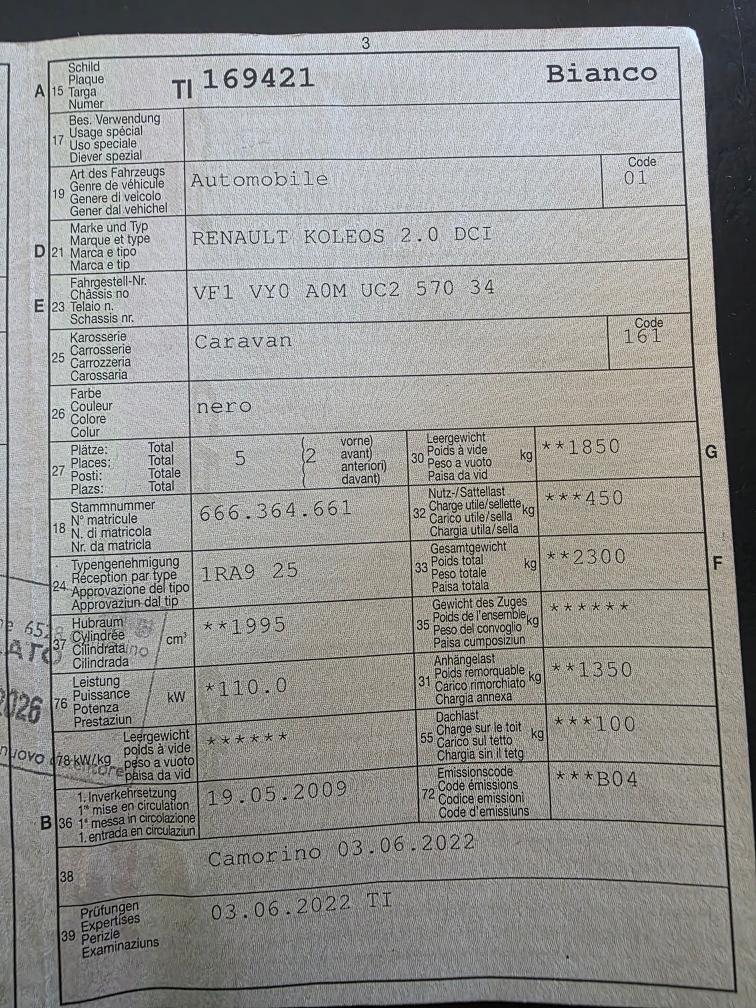 3
A 15 Schild
Plaque
Targa
Numer
TI 169421 Bianco
17 Bes. Verwendung
Usage spécial
Uso speciale
Diever spezial
19 Art des Fahrzeugs
Genre de véhicule
Genere di veicolo
Gener dal vehichel
Automobile
Code
01
D 21 Marke und Typ
Marque et type
Marca e tipo
Marca e tip
RENAULT KOLEOS 2.0 DCI
E 23 Fahrgestell-Nr.
Châssis no
Telaio n.
Schassis nr.
VF1 VY0 A0M UC2 570 34
25 Karosserie
Carrosserie
Carrozzeria
Carossaria
Caravan
Code
161
26 Farbe
Couleur
Colore
Colur
nero
27 Plätze: Total
Places: Total
Posti: Totale
Plazs: Total
5 (2 vorne)
avant)
anteriori)
davant)
30 Leergewicht
Poids à vide
Peso a vuoto
Paisa da vid
kg **1850 G
18 Stammnummer
N° matricule
N. di matricola
Nr. da matricla
666.364.661
32 Nutz-/Sattellast
Charge utile/sellette
Carico utile/sella
Chargia utila/sella
kg ***450
24 Typengenehmigung
Réception par type
Approvazione del tipo
Approvaziun dal tip
1RA9 25
33 Gesamtgewicht
Poids total
Peso totale
Paisa totala
kg **2300 F
37 Hubraum
Cylindrée
Cilindrata
Cilindrada
cm³ **1995
35 Gewicht des Zuges
Poids de l'ensemble
Peso del convoglio
Paisa cumposiziun
kg ******
76 Leistung
Puissance
Potenza
Prestaziun
kW *110.0
31 Anhängelast
Poids remorquable
Carico rimorchiato
Chargia annexa
kg **1350
78 kW/kg Leergewicht
poids à vide
peso a vuoto
paisa da vid
******
55 Dachlast
Charge sur le toit
Carico sul tetto
Chargia sin il tetg
kg ***100
B 36 1. Inverkehrsetzung
1re mise en circulation
1a messa in circolazione
1. entrada en circulaziun
19.05.2009
72 Emissionscode
Code émissions
Codice emissioni
Code d'emissiuns
***B04
38 Camorino 03.06.2022
39 Prüfungen
Expertises
Perizie
Examinaziuns
03.06.2022 TI
2026
nuovo